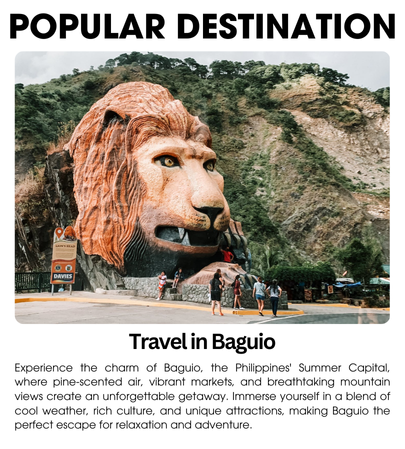 POPULAR DESTINATION
DAVIES
Travel in Baguio
Experience the charm of Baguio, the Philippines' Summer Capital,
where pine-scented air, vibrant markets, and breathtaking mountain
views create an unforgettable getaway. Immerse yourself in a blend of
cool weather, rich culture, and unique attractions, making Baguio the
perfect escape for relaxation and adventure.